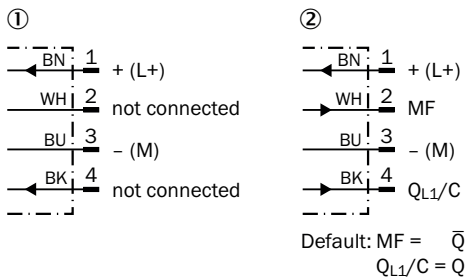 ①
BN 1 + (L+)
WH 2 not connected
BU 3 – (M)
BK 4 not connected
②
BN 1 + (L+)
WH 2 MF
BU 3 – (M)
BK 4 QL1/C
Default: MF = Q̅
QL1/C = Q